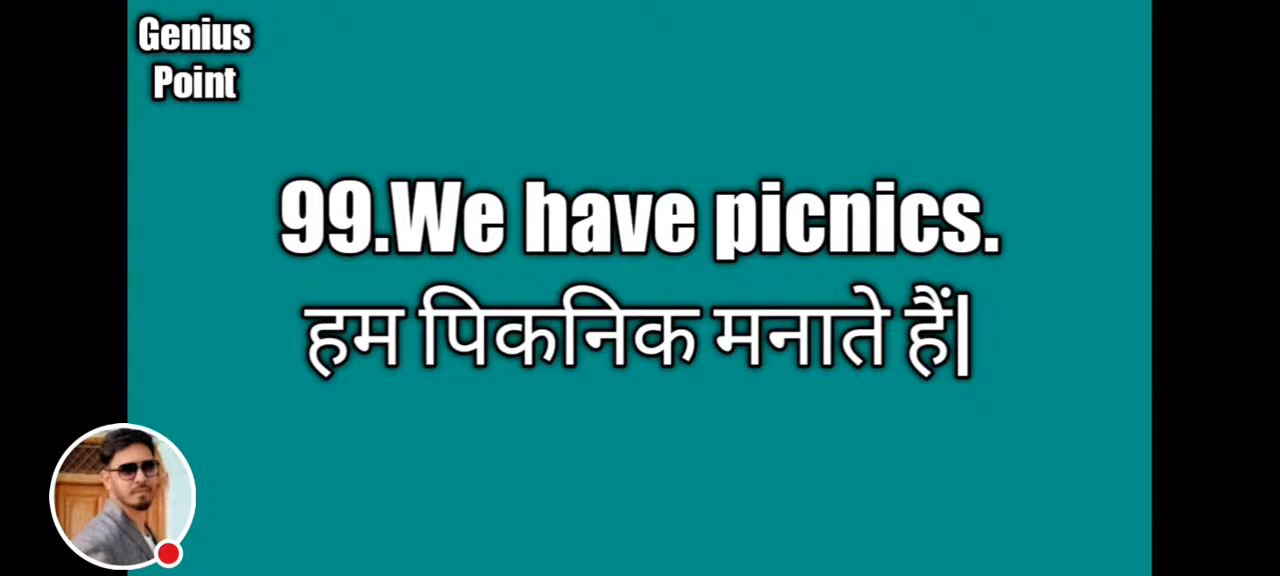 Genius
Point
99.We have picnics.
हम पिकनिक मनाते हैं|